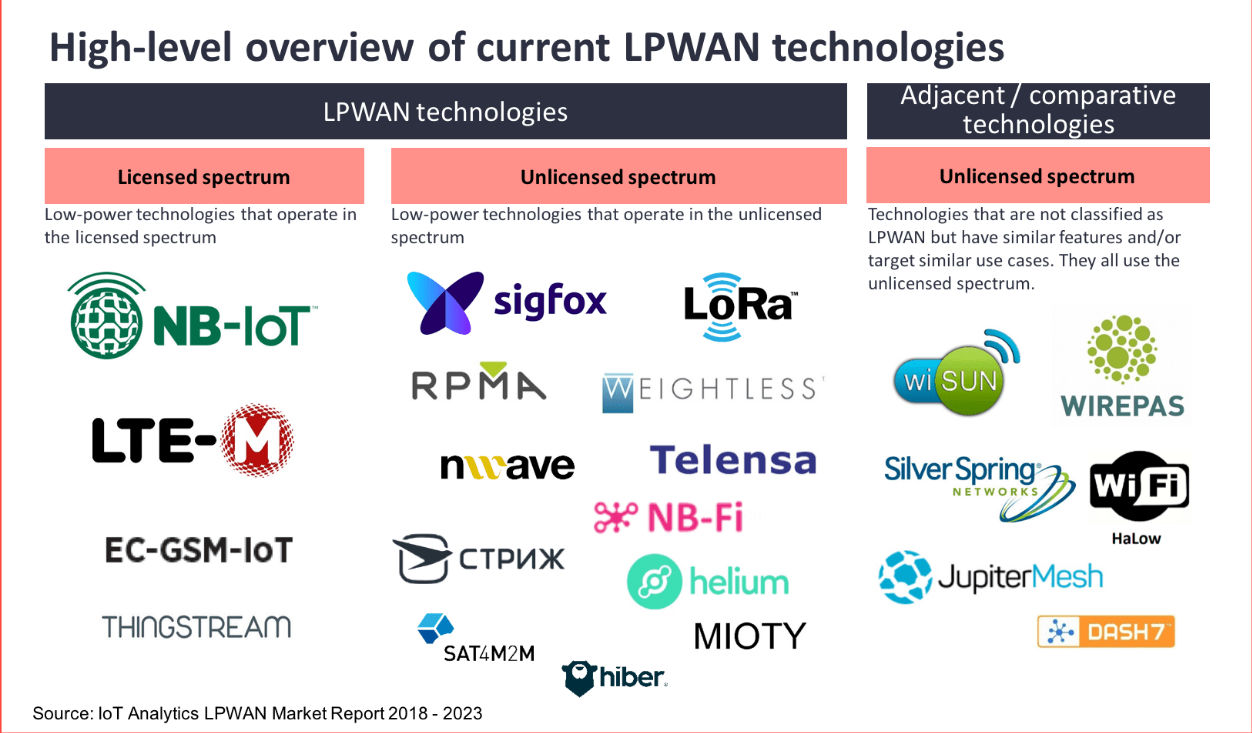 High-level overview of current LPWAN technologies
LPWAN technologies
Adjacent / comparative
technologies
Licensed spectrum
Unlicensed spectrum
Unlicensed spectrum
Low-power technologies that operate in
the licensed spectrum
Low-power technologies that operate in the unlicensed
spectrum
Technologies that are not classified as
LPWAN but have similar features and/or
target similar use cases. They all use the
unlicensed spectrum.
NB-IoT™
LTE-M
EC-GSM-IoT
THINGSTREAM
sigfox
LoRa™
RPMA
WEIGHTLESS
nwave
Telensa
NB-Fi
СТРИЖ
helium
SAT4M2M
MIOTY
hiber
wi SUN
WIREPAS
Silver Spring®
NETWORKS
Wi Fi
HaLow
JupiterMesh
DASH7™
Source: IoT Analytics LPWAN Market Report 2018 - 2023